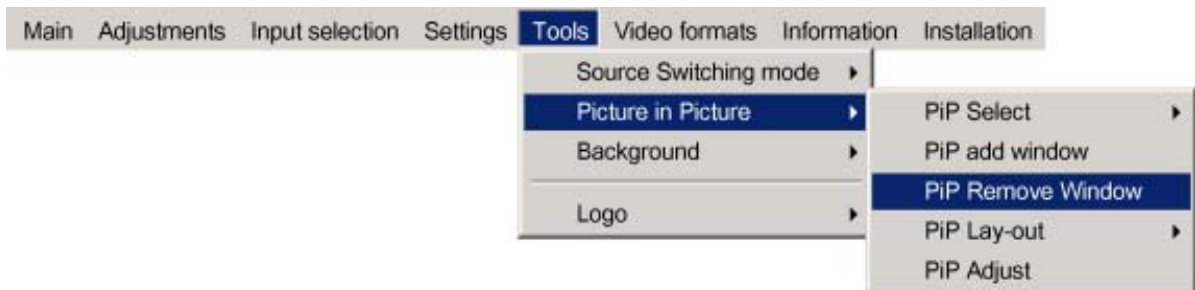 Main Adjustments Input selection Settings Tools Video formats Information Installation
Source Switching mode
Picture in Picture
Background
Logo
PiP Select
PiP add window
PiP Remove Window
PiP Lay-out
PiP Adjust